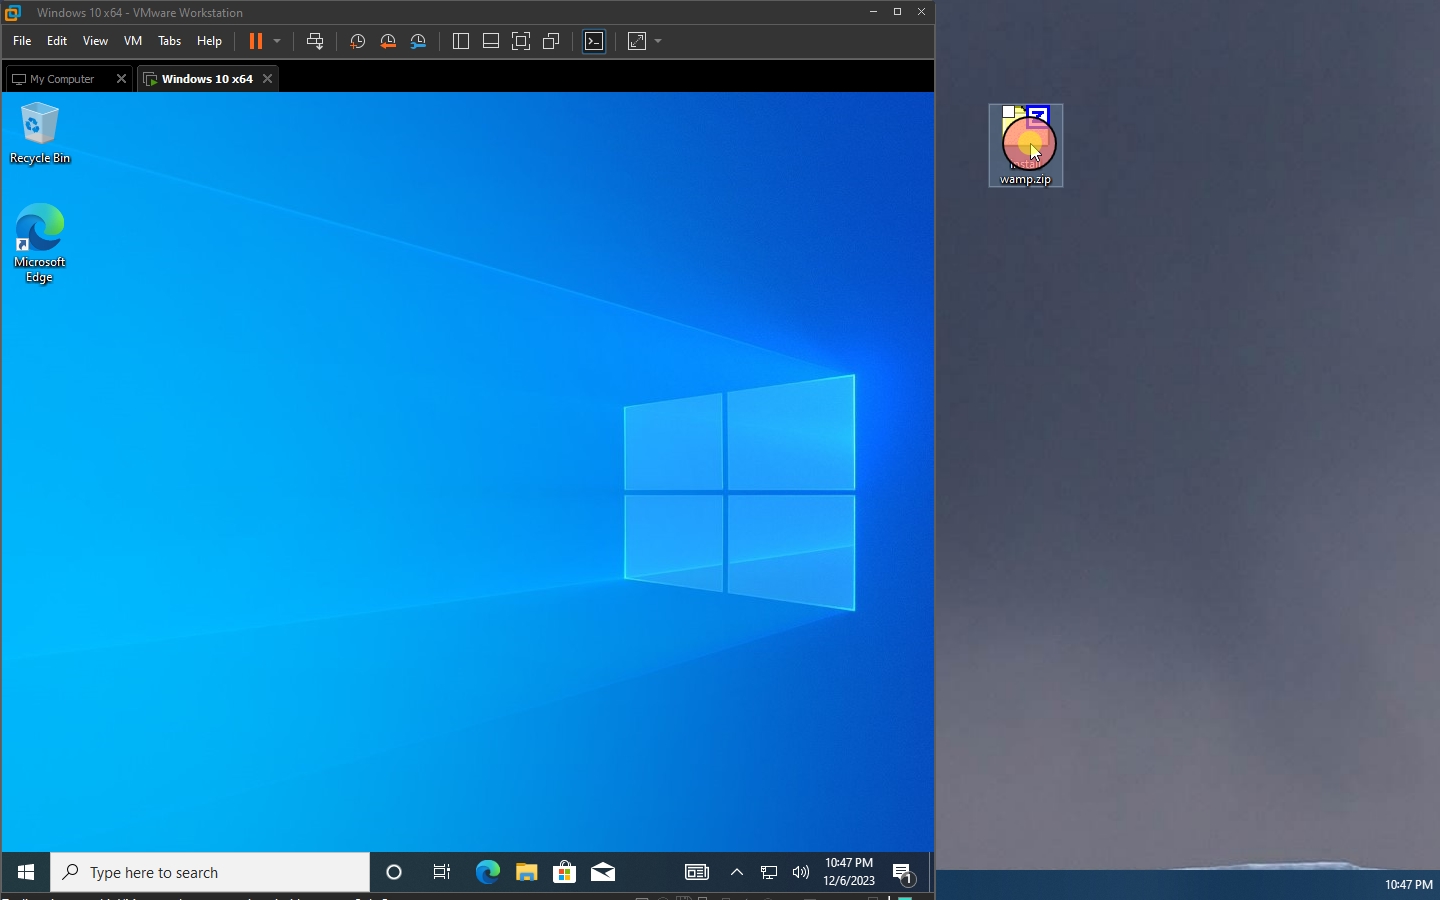 Windows 10 x64 - VMware Workstation
File Edit View VM Tabs Help
My Computer
Windows 10 x64
Recycle Bin
Microsoft
Edge
wamp.zip
Type here to search
10:47 PM
12/6/2023
1
10:47 PM